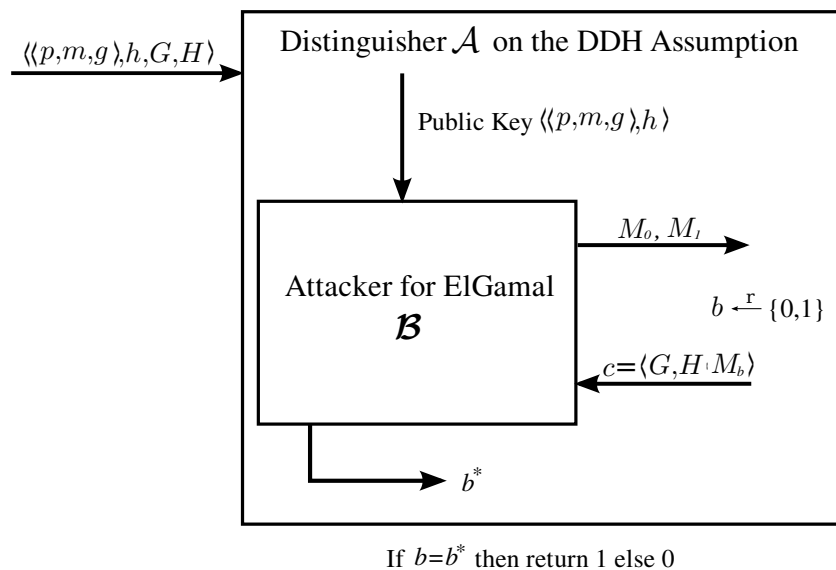 Distinguisher 𝒜 on the DDH Assumption
⟨⟨p,m,g⟩,h,G,H⟩
Public Key ⟨⟨p,m,g⟩,h⟩
M₀, M₁
Attacker for ElGamal
ℬ
b ←r {0,1}
c=⟨G,H·M_b⟩
b*
If b=b* then return 1 else 0